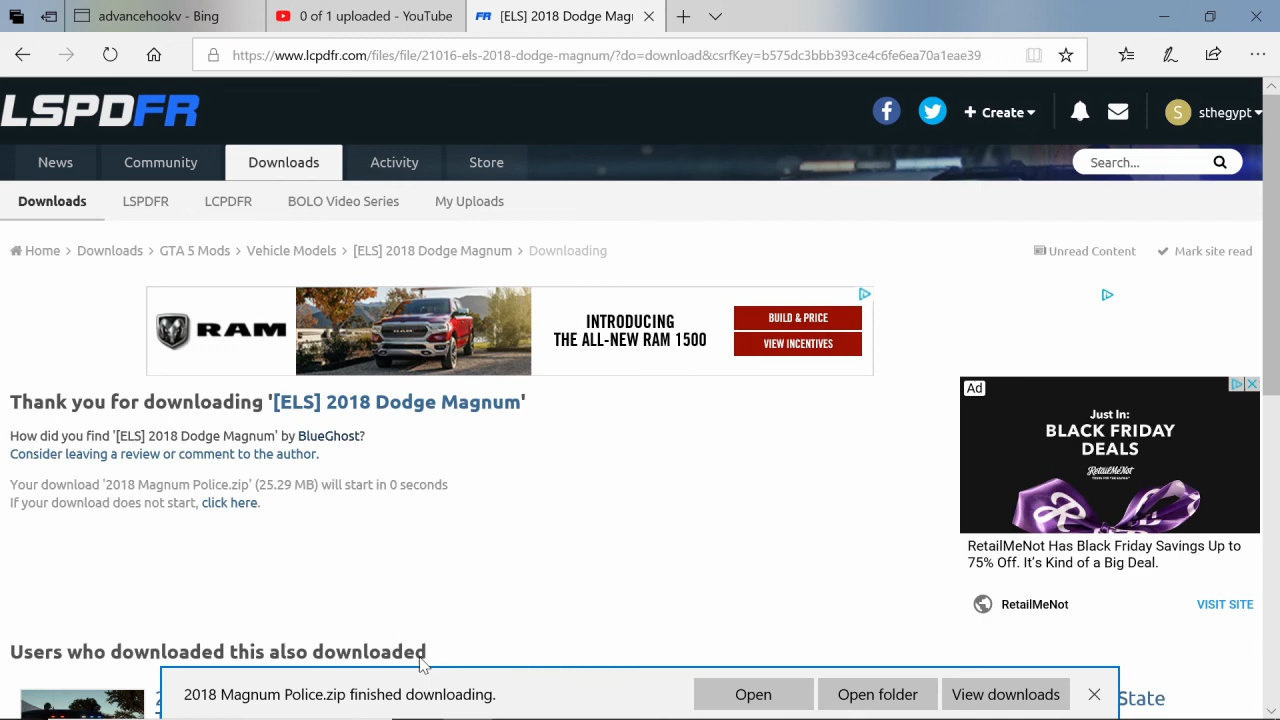 advancehookv - Bing
0 of 1 uploaded - YouTube
FR [ELS] 2018 Dodge Magn
https://www.lcpdfr.com/files/file/21016-els-2018-dodge-magnum/?do=download&csrfKey=b575dc3bbb393ce4c6fe6ea70a1eae39
LSPDFR
+ Create
S sthegypt
News Community Downloads Activity Store
Search...
Downloads LSPDFR LCPDFR BOLO Video Series My Uploads
Home > Downloads > GTA 5 Mods > Vehicle Models > [ELS] 2018 Dodge Magnum > Downloading
Unread Content Mark site read
RAM
INTRODUCING
THE ALL-NEW RAM 1500
BUILD & PRICE
VIEW INCENTIVES
Ad
Just In:
BLACK FRIDAY
DEALS
RetailMeNot
Thank you for downloading '[ELS] 2018 Dodge Magnum'
How did you find '[ELS] 2018 Dodge Magnum' by BlueGhost?
Consider leaving a review or comment to the author.
Your download '2018 Magnum Police.zip' (25.29 MB) will start in 0 seconds
If your download does not start, click here.
RetailMeNot Has Black Friday Savings Up to
75% Off. It's Kind of a Big Deal.
RetailMeNot VISIT SITE
Users who downloaded this also downloaded
2018 Magnum Police.zip finished downloading.
Open Open folder View downloads
State